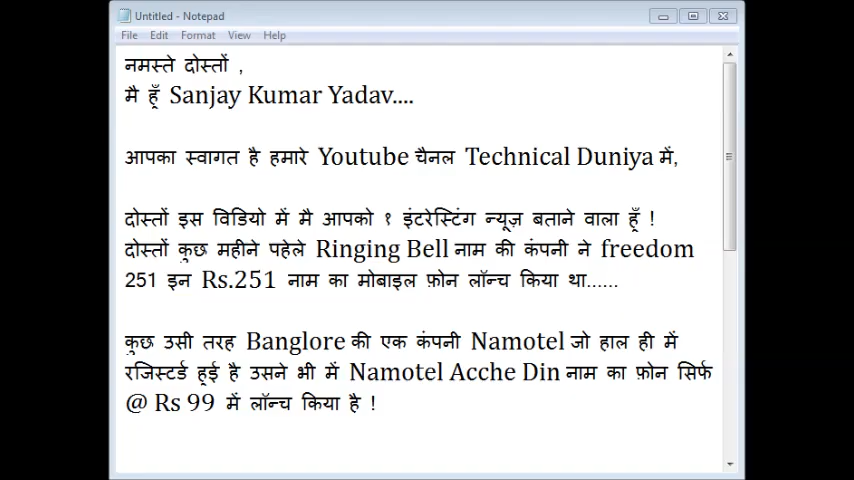 Untitled - Notepad
File Edit Format View Help
नमस्ते दोस्तों ,
मै हूँ Sanjay Kumar Yadav....
आपका स्वागत है हमारे Youtube चैनल Technical Duniya में,
दोस्तों इस विडियो में मै आपको १ इंटरेस्टिंग न्यूज़ बताने वाला हूँ !
दोस्तों कुछ महीने पहेले Ringing Bell नाम की कंपनी ने freedom
251 इन Rs.251 नाम का मोबाइल फ़ोन लॉन्च किया था......
कुछ उसी तरह Banglore की एक कंपनी Namotel जो हाल ही में
रजिस्टर्ड हूई है उसने भी में Namotel Acche Din नाम का फ़ोन सिर्फ
@ Rs 99 में लॉन्च किया है !